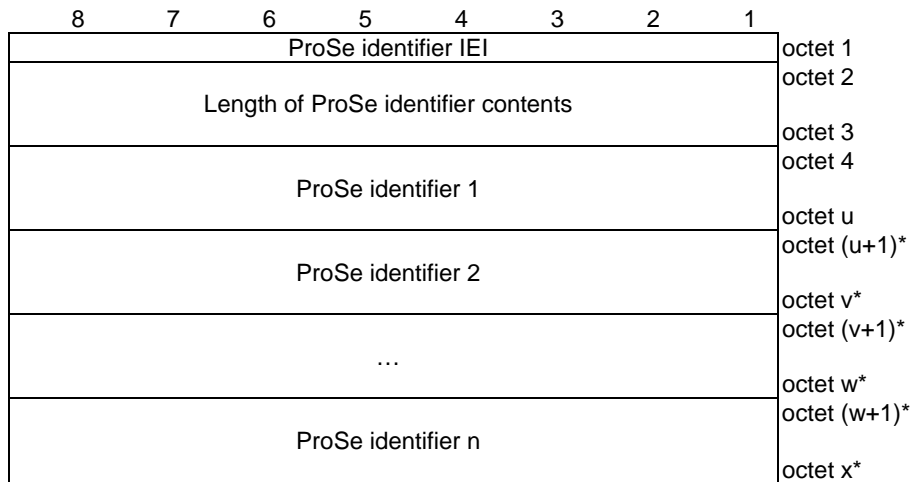 8 7 6 5 4 3 2 1
ProSe identifier IEI octet 1
octet 2
Length of ProSe identifier contents
octet 3
octet 4
ProSe identifier 1
octet u
octet (u+1)*
ProSe identifier 2
octet v*
octet (v+1)*
…
octet w*
octet (w+1)*
ProSe identifier n
octet x*